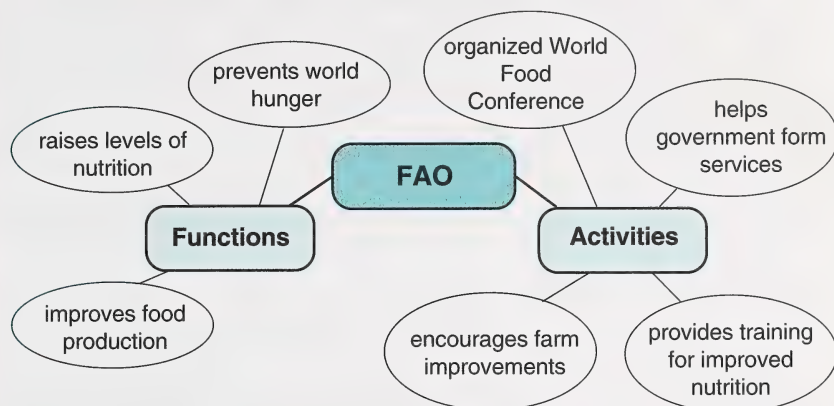 FAO
Functions
prevents world
hunger
raises levels of
nutrition
improves food
production
Activities
organized World
Food
Conference
helps
government form
services
encourages farm
improvements
provides training
for improved
nutrition